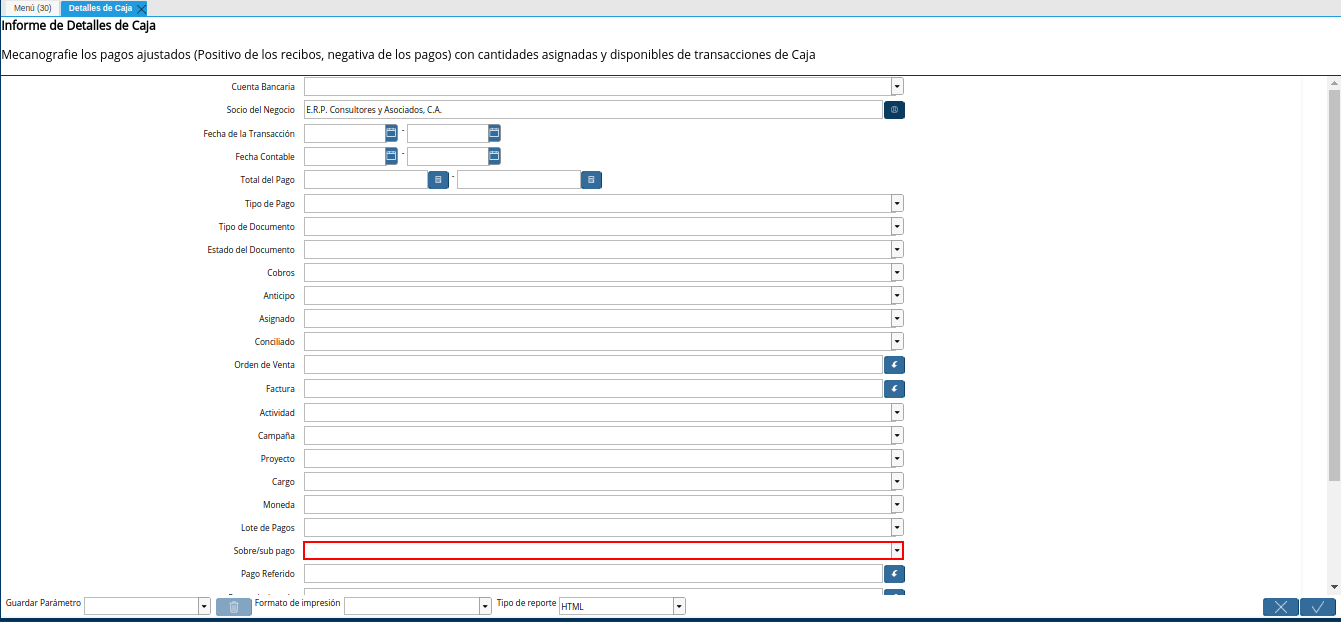 Menú (30)
Detalles de Caja
Informe de Detalles de Caja
Mecanografie los pagos ajustados (Positivo de los recibos, negativa de los pagos) con cantidades asignadas y disponibles de transacciones de Caja
Cuenta Bancaria
Socio del Negocio E.R.P. Consultores y Asociados, C.A.
Fecha de la Transacción -
Fecha Contable -
Total del Pago -
Tipo de Pago
Tipo de Documento
Estado del Documento
Cobros
Anticipo
Asignado
Conciliado
Orden de Venta
Factura
Actividad
Campaña
Proyecto
Cargo
Moneda
Lote de Pagos
Sobre/sub pago
Pago Referido
Guardar Parámetro Formato de impresión Tipo de reporte HTML